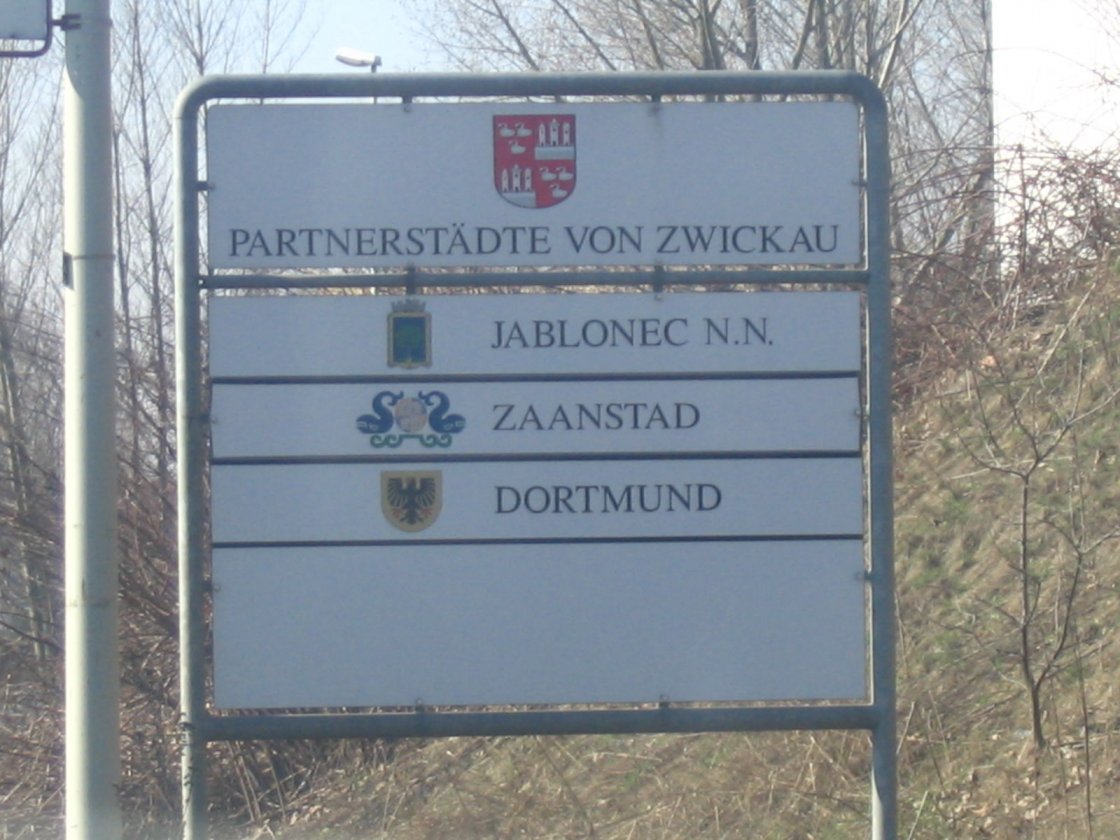 PARTNERSTÄDTE VON ZWICKAU
JABLONEC N.N.
ZAANSTAD
DORTMUND